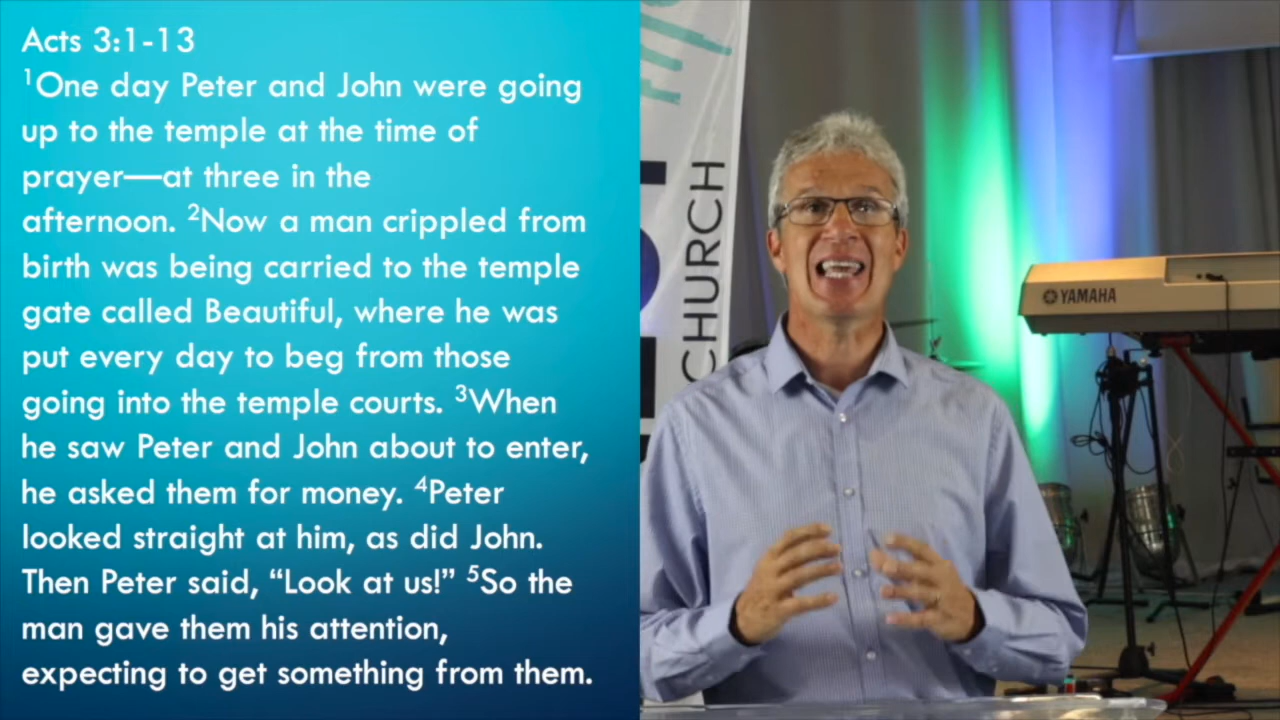 Acts 3:1-13
¹One day Peter and John were going
up to the temple at the time of
prayer—at three in the
afternoon. ²Now a man crippled from
birth was being carried to the temple
gate called Beautiful, where he was
put every day to beg from those
going into the temple courts. ³When
he saw Peter and John about to enter,
he asked them for money. ⁴Peter
looked straight at him, as did John.
Then Peter said, “Look at us!” ⁵So the
man gave them his attention,
expecting to get something from them.
CHURCH
YAMAHA